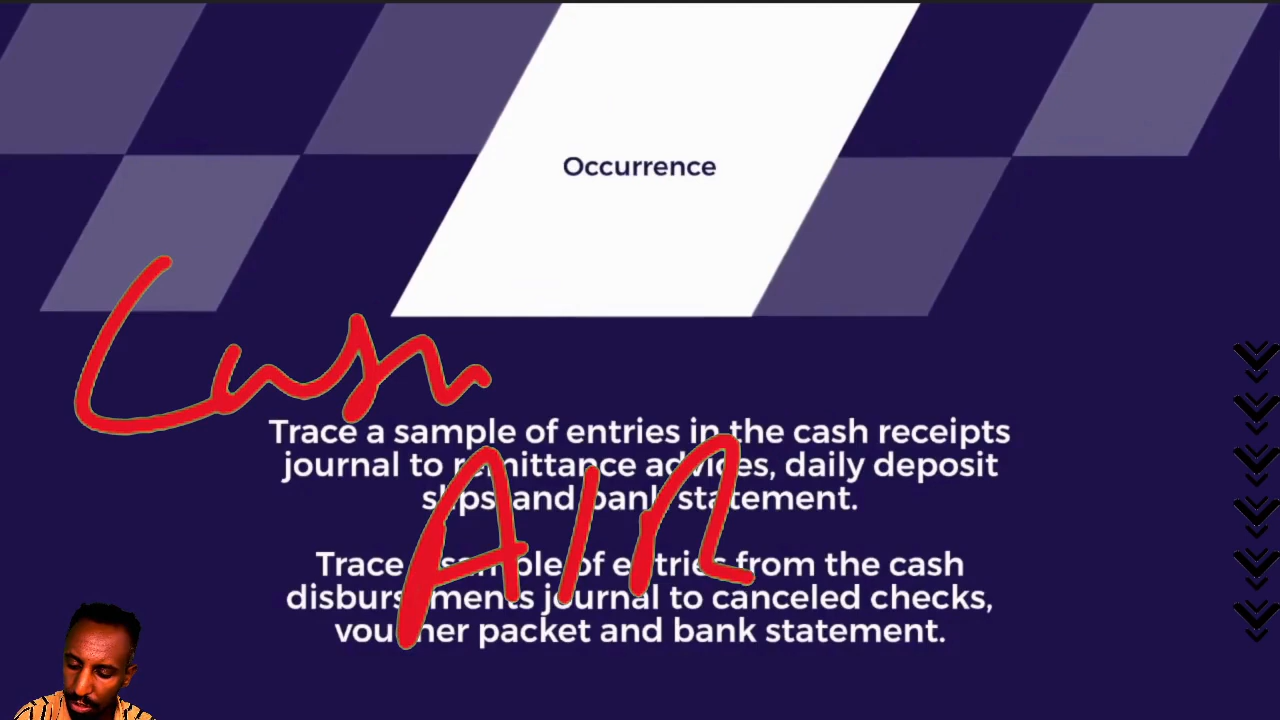 Occurrence
Cash
Trace a sample of entries in the cash receipts
journal to remittance advices, daily deposit
slips and bank statement.
A/R
Trace a sample of entries from the cash
disbursements journal to canceled checks,
voucher packet and bank statement.